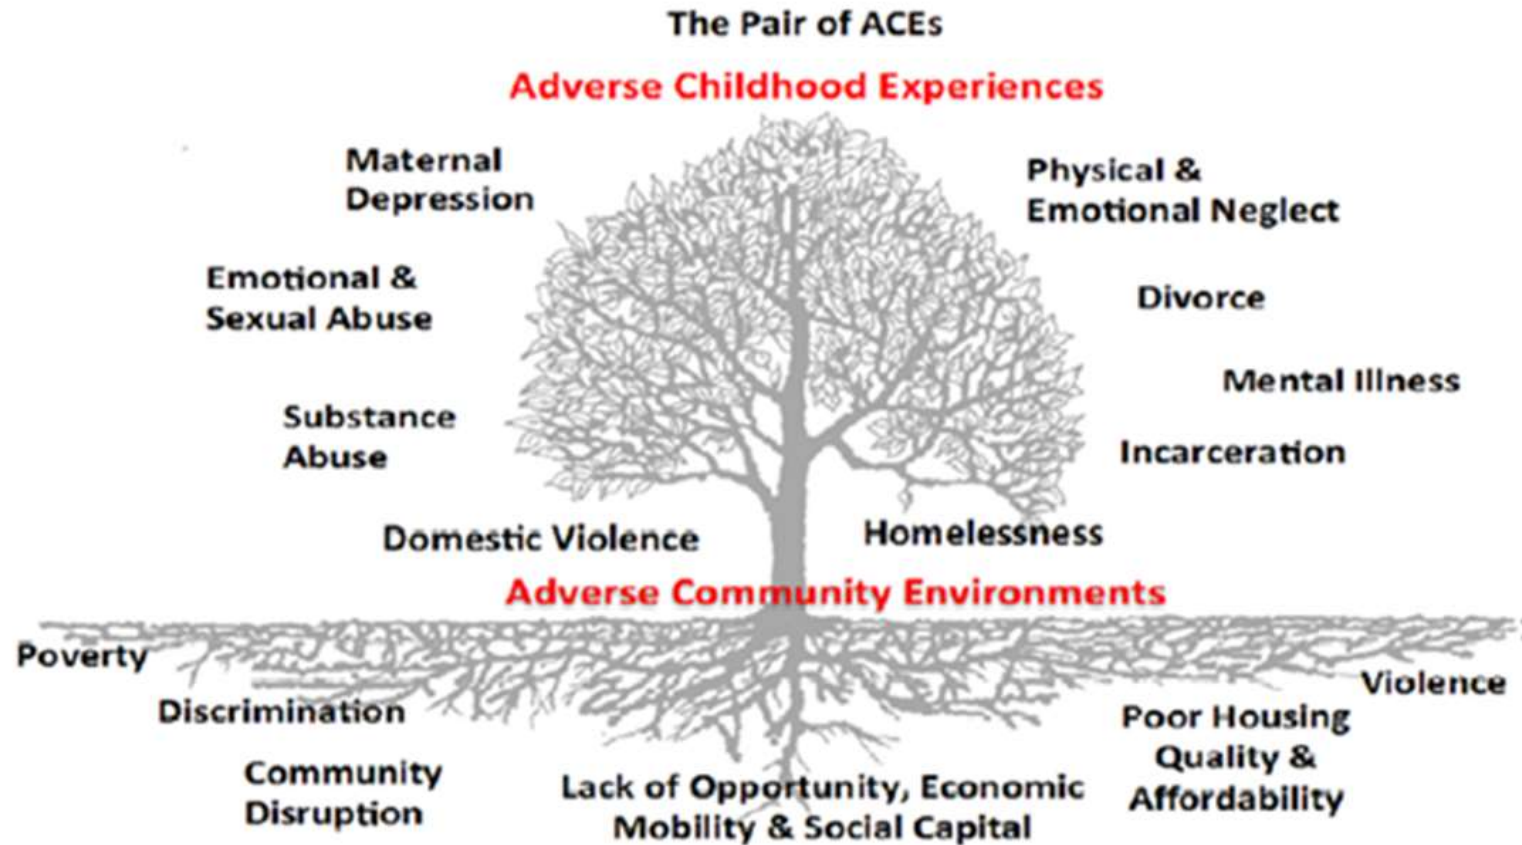 The Pair of ACEs
Adverse Childhood Experiences
Maternal
Depression
Physical &
Emotional Neglect
Emotional &
Sexual Abuse
Divorce
Mental Illness
Substance
Abuse
Incarceration
Domestic Violence
Homelessness
Adverse Community Environments
Poverty
Violence
Discrimination
Poor Housing
Quality &
Affordability
Community
Disruption
Lack of Opportunity, Economic
Mobility & Social Capital